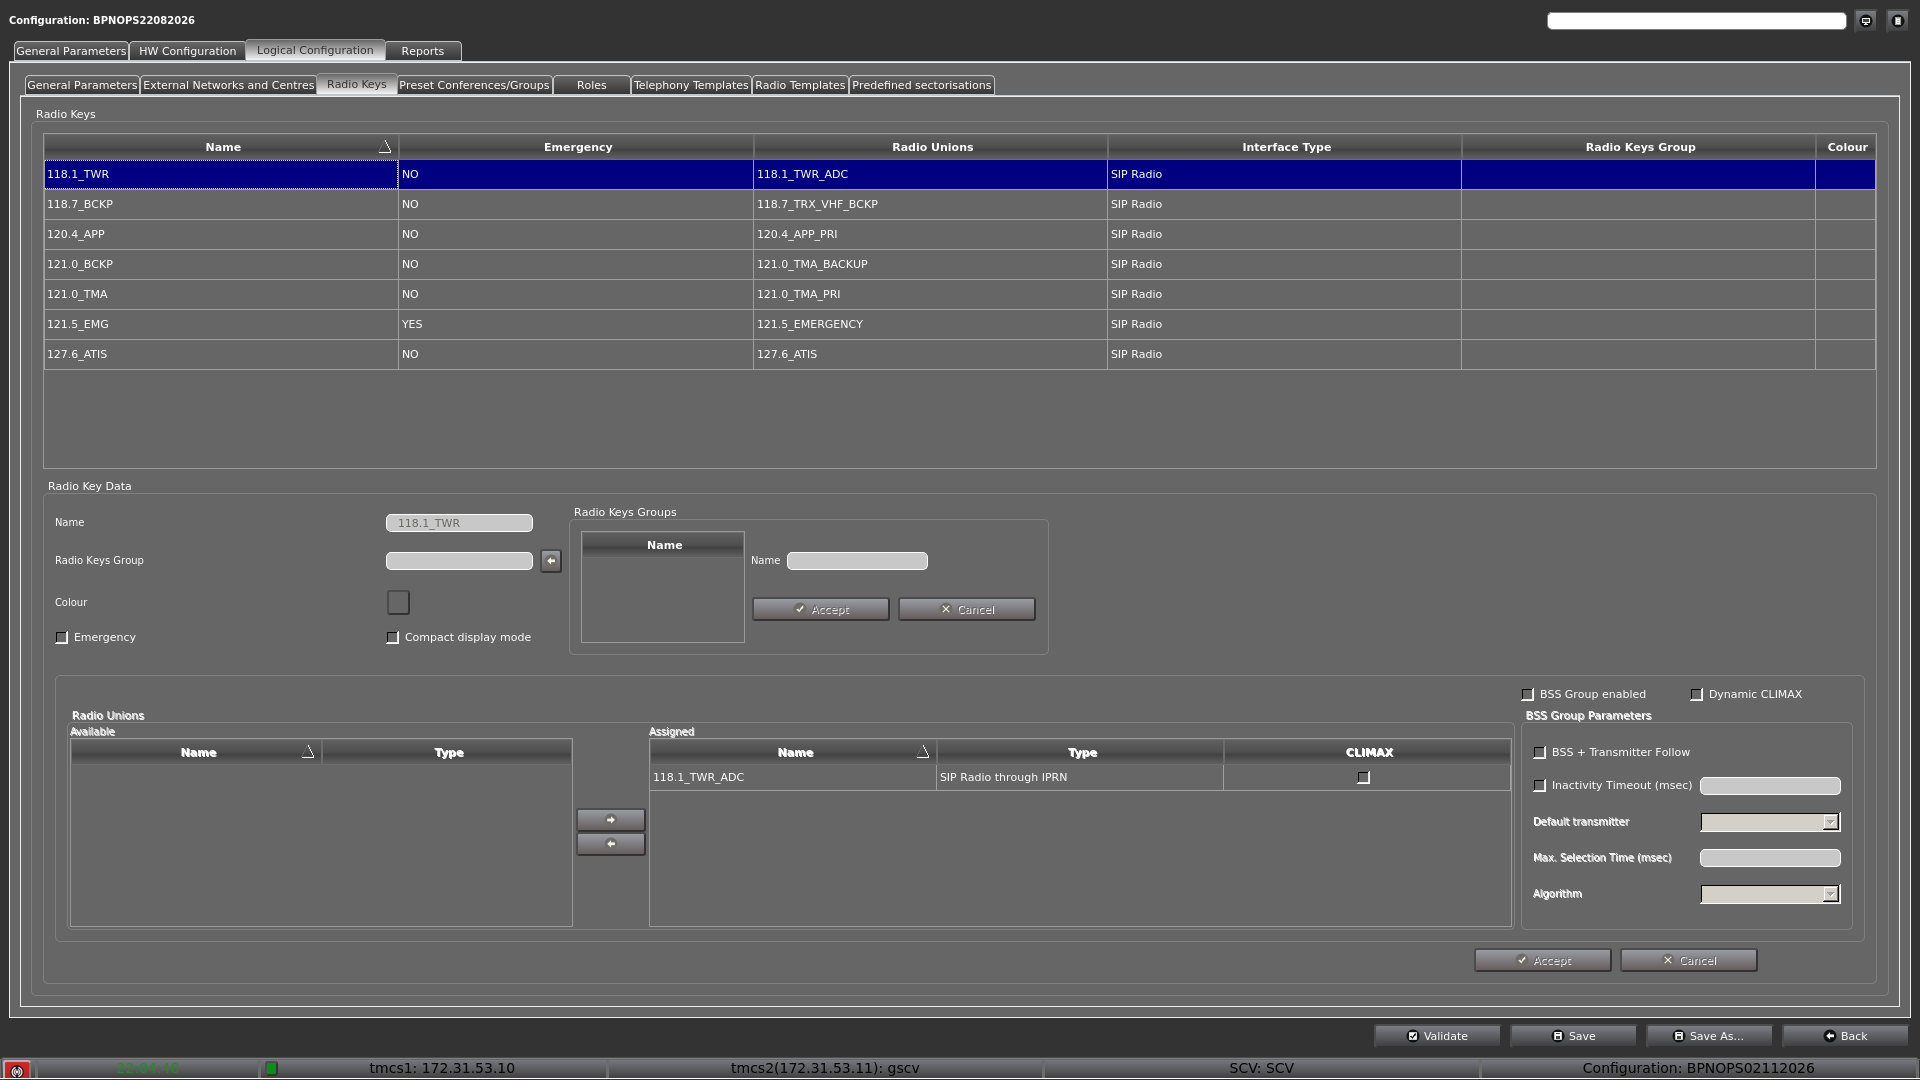 Configuration: BPNOPS22082026
General Parameters HW Configuration Logical Configuration Reports
General Parameters External Networks and Centres Radio Keys Preset Conferences/Groups Roles Telephony Templates Radio Templates Predefined sectorisations
Radio Keys
Name Emergency Radio Unions Interface Type Radio Keys Group Colour
118.1_TWR NO 118.1_TWR_ADC SIP Radio
118.7_BCKP NO 118.7_TRX_VHF_BCKP SIP Radio
120.4_APP NO 120.4_APP_PRI SIP Radio
121.0_BCKP NO 121.0_TMA_BACKUP SIP Radio
121.0_TMA NO 121.0_TMA_PRI SIP Radio
121.5_EMG YES 121.5_EMERGENCY SIP Radio
127.6_ATIS NO 127.6_ATIS SIP Radio
Radio Key Data
Name 118.1_TWR
Radio Keys Group
Colour
Emergency Compact display mode
Radio Keys Groups
Name
Name
Accept Cancel
BSS Group enabled Dynamic CLIMAX
Radio Unions
Available
Name Type
Assigned
Name Type CLIMAX
118.1_TWR_ADC SIP Radio through IPRN
BSS Group Parameters
BSS + Transmitter Follow
Inactivity Timeout (msec)
Default transmitter
Max. Selection Time (msec)
Algorithm
Accept Cancel
Validate Save Save As... Back
tmcs1: 172.31.53.10 tmcs2(172.31.53.11): gscv SCV: SCV Configuration: BPNOPS02112026